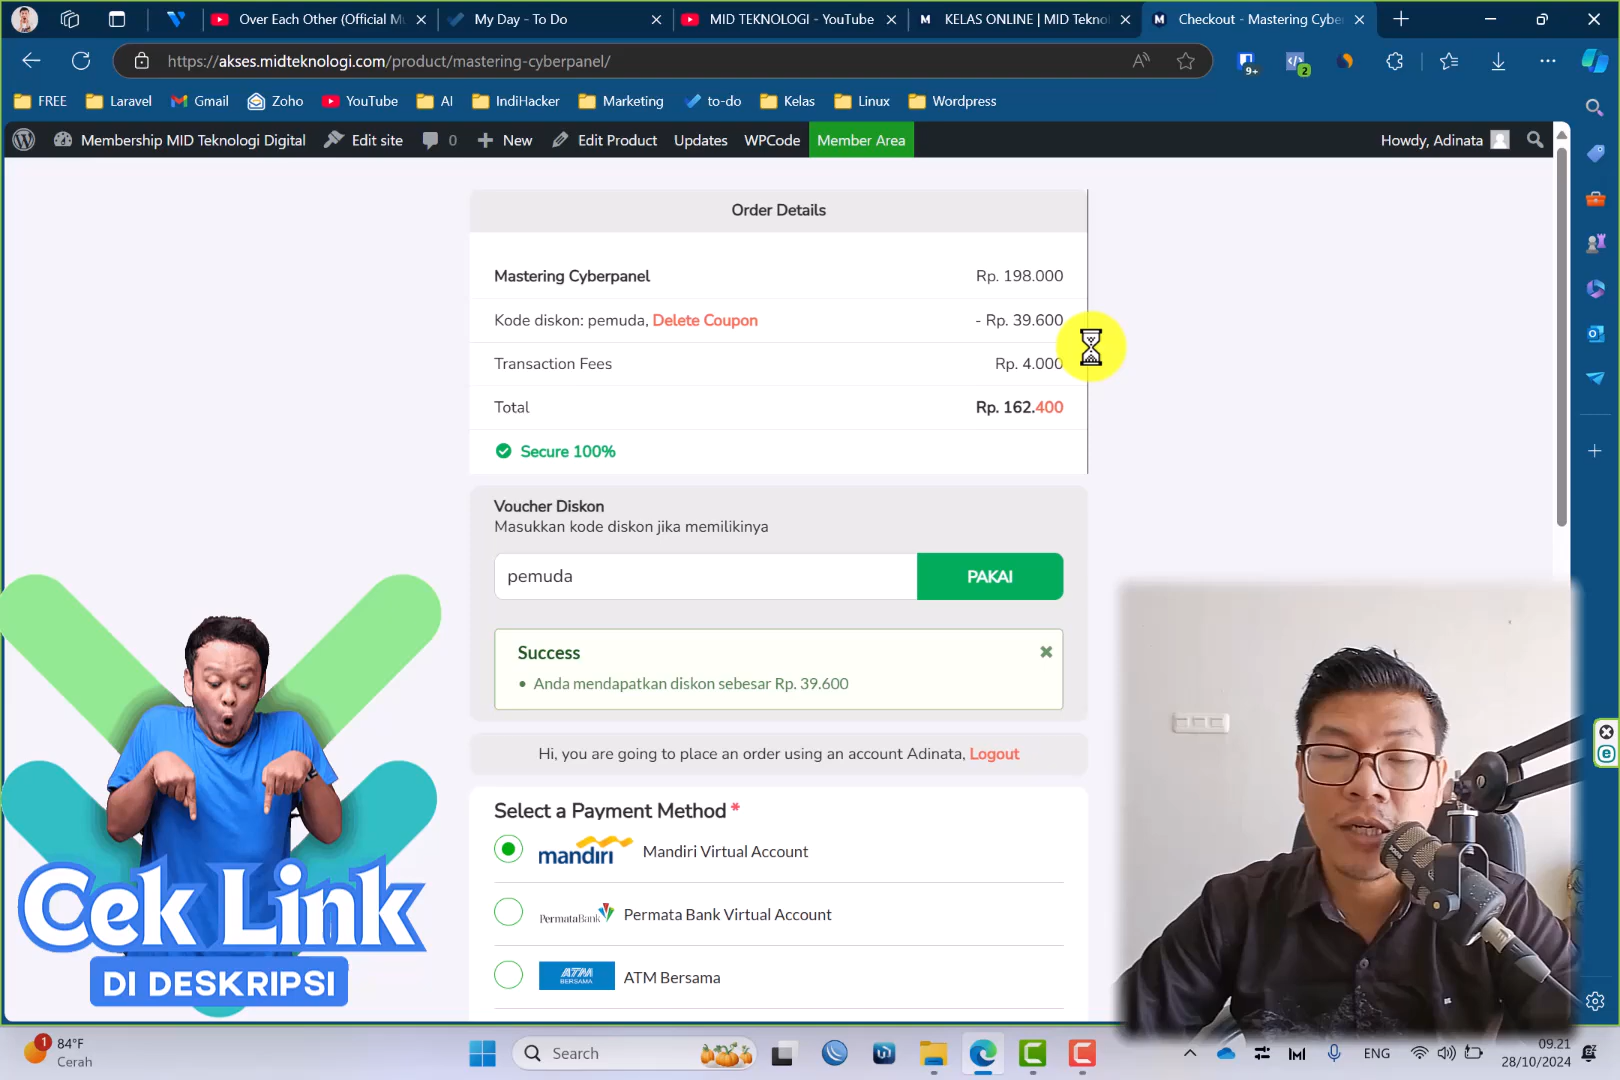 Over Each Other (Official Mu
My Day - To Do
MID TEKNOLOGI - YouTube
KELAS ONLINE | MID Teknol
Checkout - Mastering Cybe
https://akses.midteknologi.com/product/mastering-cyberpanel/
9+
2
FREE
Laravel
Gmail
Zoho
YouTube
AI
IndiHacker
Marketing
to-do
Kelas
Linux
Wordpress
Membership MID Teknologi Digital
Edit site
0
New
Edit Product
Updates
WPCode
Member Area
Howdy, Adinata
Order Details
Mastering Cyberpanel Rp. 198.000
Kode diskon: pemuda, Delete Coupon - Rp. 39.600
Transaction Fees Rp. 4.000
Total Rp. 162.400
Secure 100%
Voucher Diskon
Masukkan kode diskon jika memilikinya
pemuda PAKAI
Success
• Anda mendapatkan diskon sebesar Rp. 39.600
Hi, you are going to place an order using an account Adinata, Logout
Select a Payment Method *
mandiri Mandiri Virtual Account
PermataBank Permata Bank Virtual Account
ATM BERSAMA ATM Bersama
Cek Link
DI DESKRIPSI
1
84°F
Cerah
Search
ENG
09.21
28/10/2024